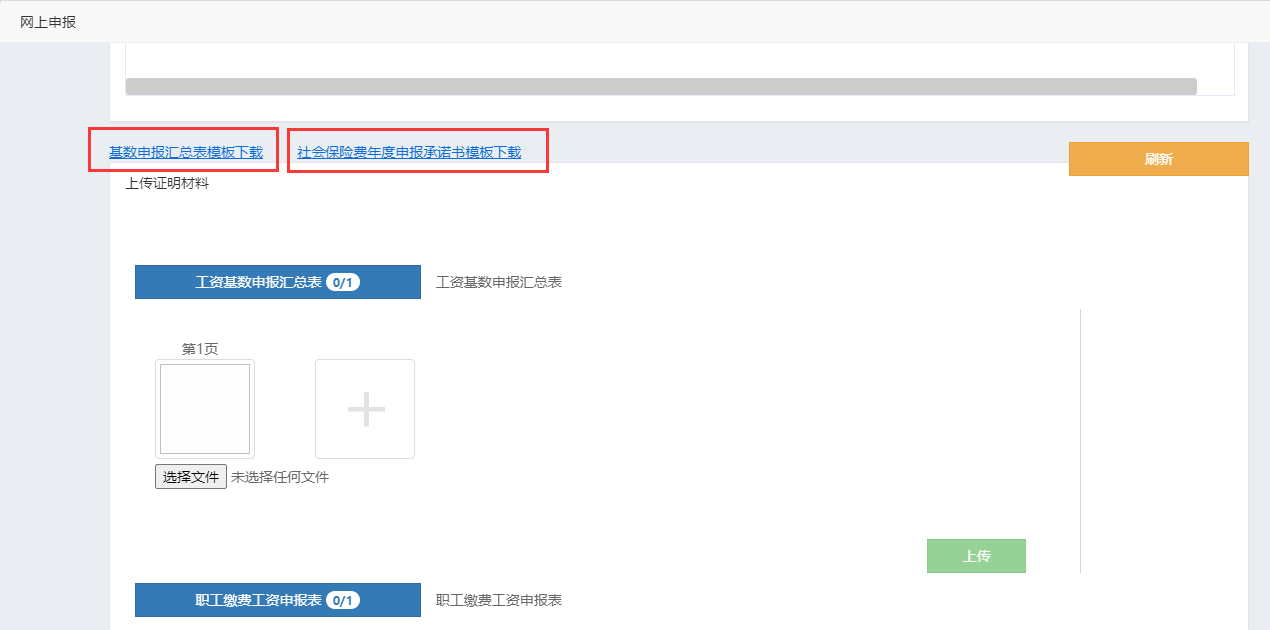 网上申报
基数申报汇总表模板下载 社会保险费年度申报承诺书模板下载
刷新
上传证明材料
工资基数申报汇总表 0/1 工资基数申报汇总表
第1页
选择文件 未选择任何文件
上传
职工缴费工资申报表 0/1 职工缴费工资申报表